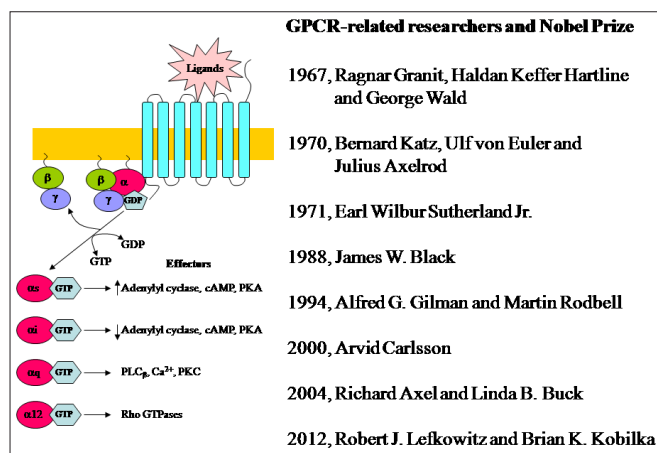 GPCR-related researchers and Nobel Prize
Ligands
1967, Ragnar Granit, Haldan Keffer Hartline
and George Wald
1970, Bernard Katz, Ulf von Euler and
Julius Axelrod
1971, Earl Wilbur Sutherland Jr.
1988, James W. Black
1994, Alfred G. Gilman and Martin Rodbell
2000, Arvid Carlsson
2004, Richard Axel and Linda B. Buck
2012, Robert J. Lefkowitz and Brian K. Kobilka
β
γ
β
α
γ
GDP
GDP
GTP
Effectors
αs GTP ↑ Adenylyl cyclase, cAMP, PKA
αi GTP ↓ Adenylyl cyclase, cAMP, PKA
αq GTP PLCβ, Ca²⁺, PKC
α12 GTP Rho GTPases